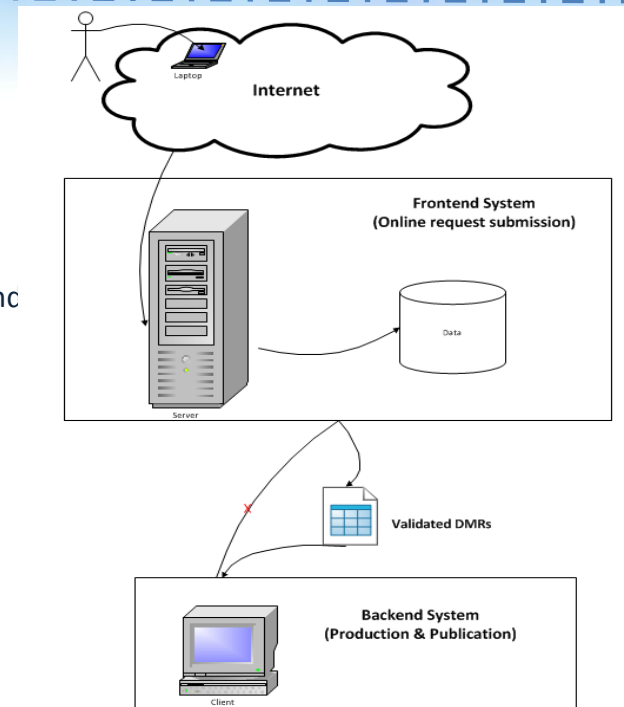 Laptop
Internet
Frontend System
(Online request submission)
Data
Server
X
Validated DMRs
Backend System
(Production & Publication)
Client